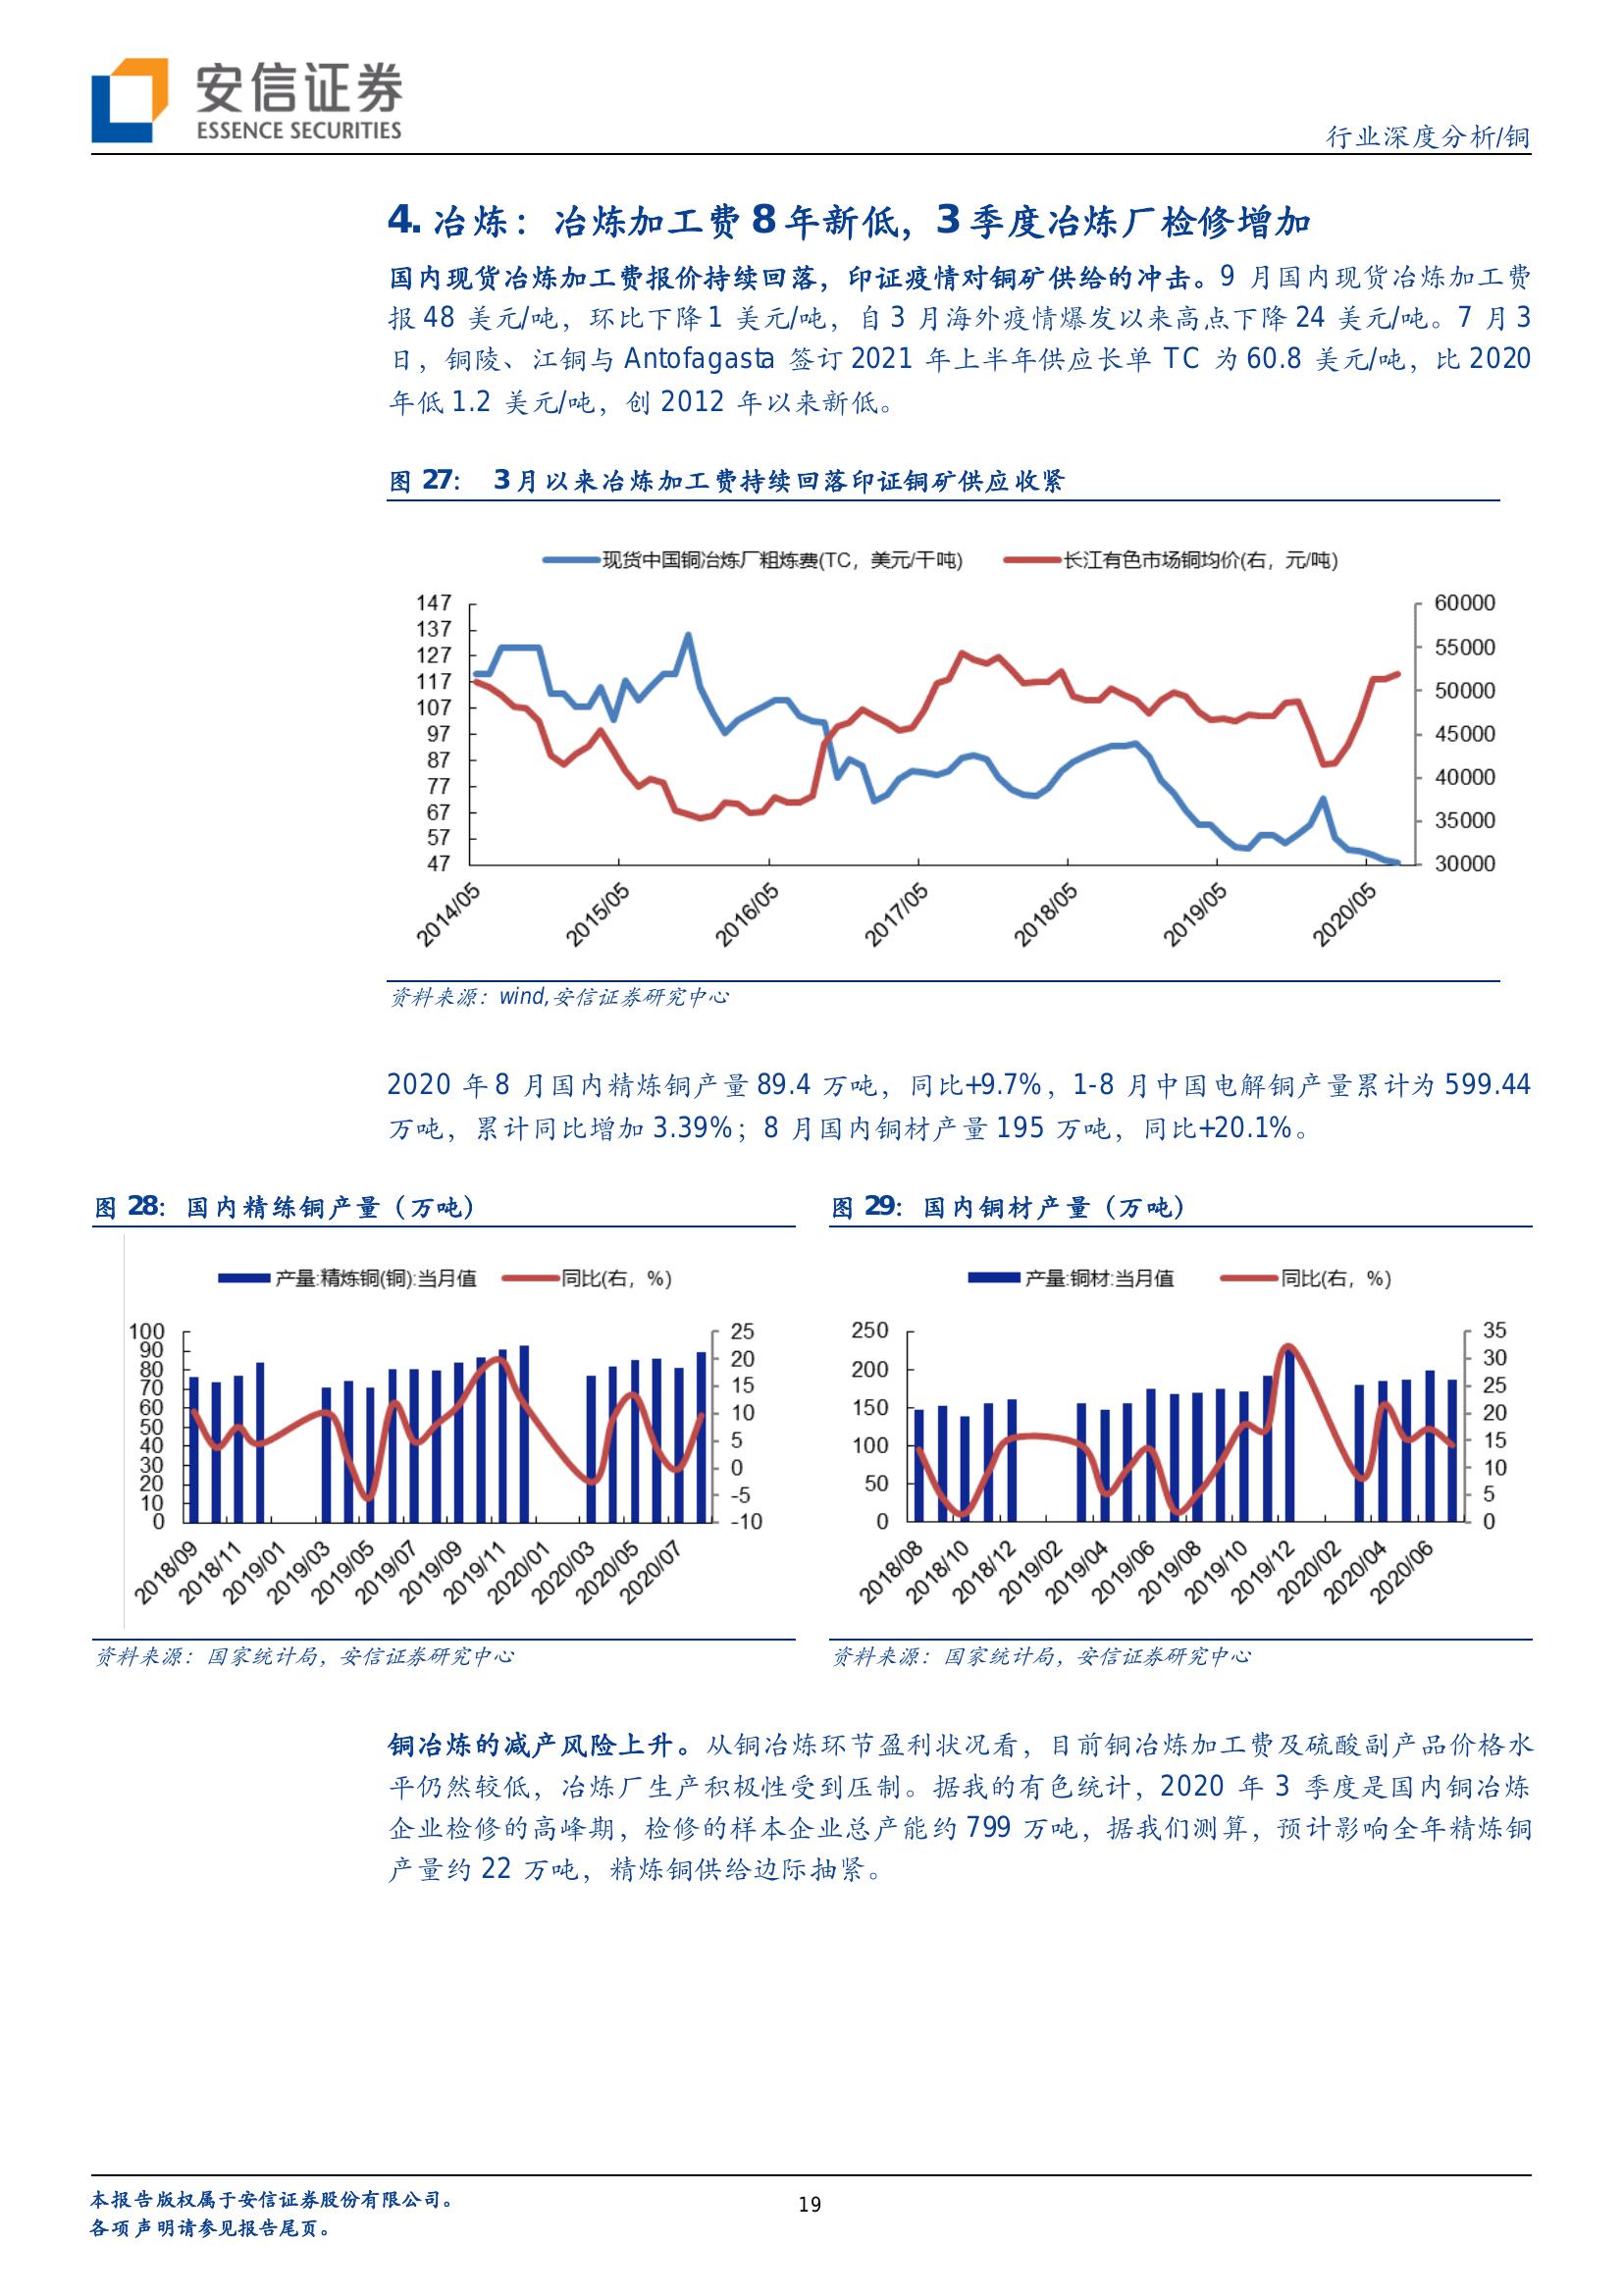 安信证券
ESSENCE SECURITIES
行业深度分析/铜
4. 冶炼：冶炼加工费 8 年新低，3 季度冶炼厂检修增加
国内现货冶炼加工费报价持续回落，印证疫情对铜矿供给的冲击。9 月国内现货冶炼加工费
报 48 美元/吨，环比下降 1 美元/吨，自 3 月海外疫情爆发以来高点下降 24 美元/吨。7 月 3
日，铜陵、江铜与 Antofagasta 签订 2021 年上半年供应长单 TC 为 60.8 美元/吨，比 2020
年低 1.2 美元/吨，创 2012 年以来新低。
图 27： 3 月以来冶炼加工费持续回落印证铜矿供应收紧
现货中国铜冶炼厂粗炼费(TC，美元/干吨) 长江有色市场铜均价(右，元/吨)
147 60000
137
127 55000
117 50000
107
97 45000
87
77 40000
67 35000
57
47 30000
2014/05 2015/05 2016/05 2017/05 2018/05 2019/05 2020/05
资料来源：wind,安信证券研究中心
2020 年 8 月国内精炼铜产量 89.4 万吨，同比+9.7%，1-8 月中国电解铜产量累计为 599.44
万吨，累计同比增加 3.39%；8 月国内铜材产量 195 万吨，同比+20.1%。
图 28：国内精练铜产量（万吨）
产量:精炼铜(铜):当月值 同比(右，%)
100 25
90
80 20
70 15
60 10
50
40 5
30 0
20 -5
10
0 -10
2018/09 2018/11 2019/01 2019/03 2019/05 2019/07 2019/09 2019/11 2020/01 2020/03 2020/05 2020/07
资料来源：国家统计局，安信证券研究中心
图 29：国内铜材产量（万吨）
产量:铜材:当月值 同比(右，%)
250 35
200 30
25
150 20
100 15
10
50 5
0 0
2018/08 2018/10 2018/12 2019/02 2019/04 2019/06 2019/08 2019/10 2019/12 2020/02 2020/04 2020/06
资料来源：国家统计局，安信证券研究中心
铜冶炼的减产风险上升。从铜冶炼环节盈利状况看，目前铜冶炼加工费及硫酸副产品价格水
平仍然较低，冶炼厂生产积极性受到压制。据我的有色统计，2020 年 3 季度是国内铜冶炼
企业检修的高峰期，检修的样本企业总产能约 799 万吨，据我们测算，预计影响全年精炼铜
产量约 22 万吨，精炼铜供给边际抽紧。
本报告版权属于安信证券股份有限公司。
各项声明请参见报告尾页。
19